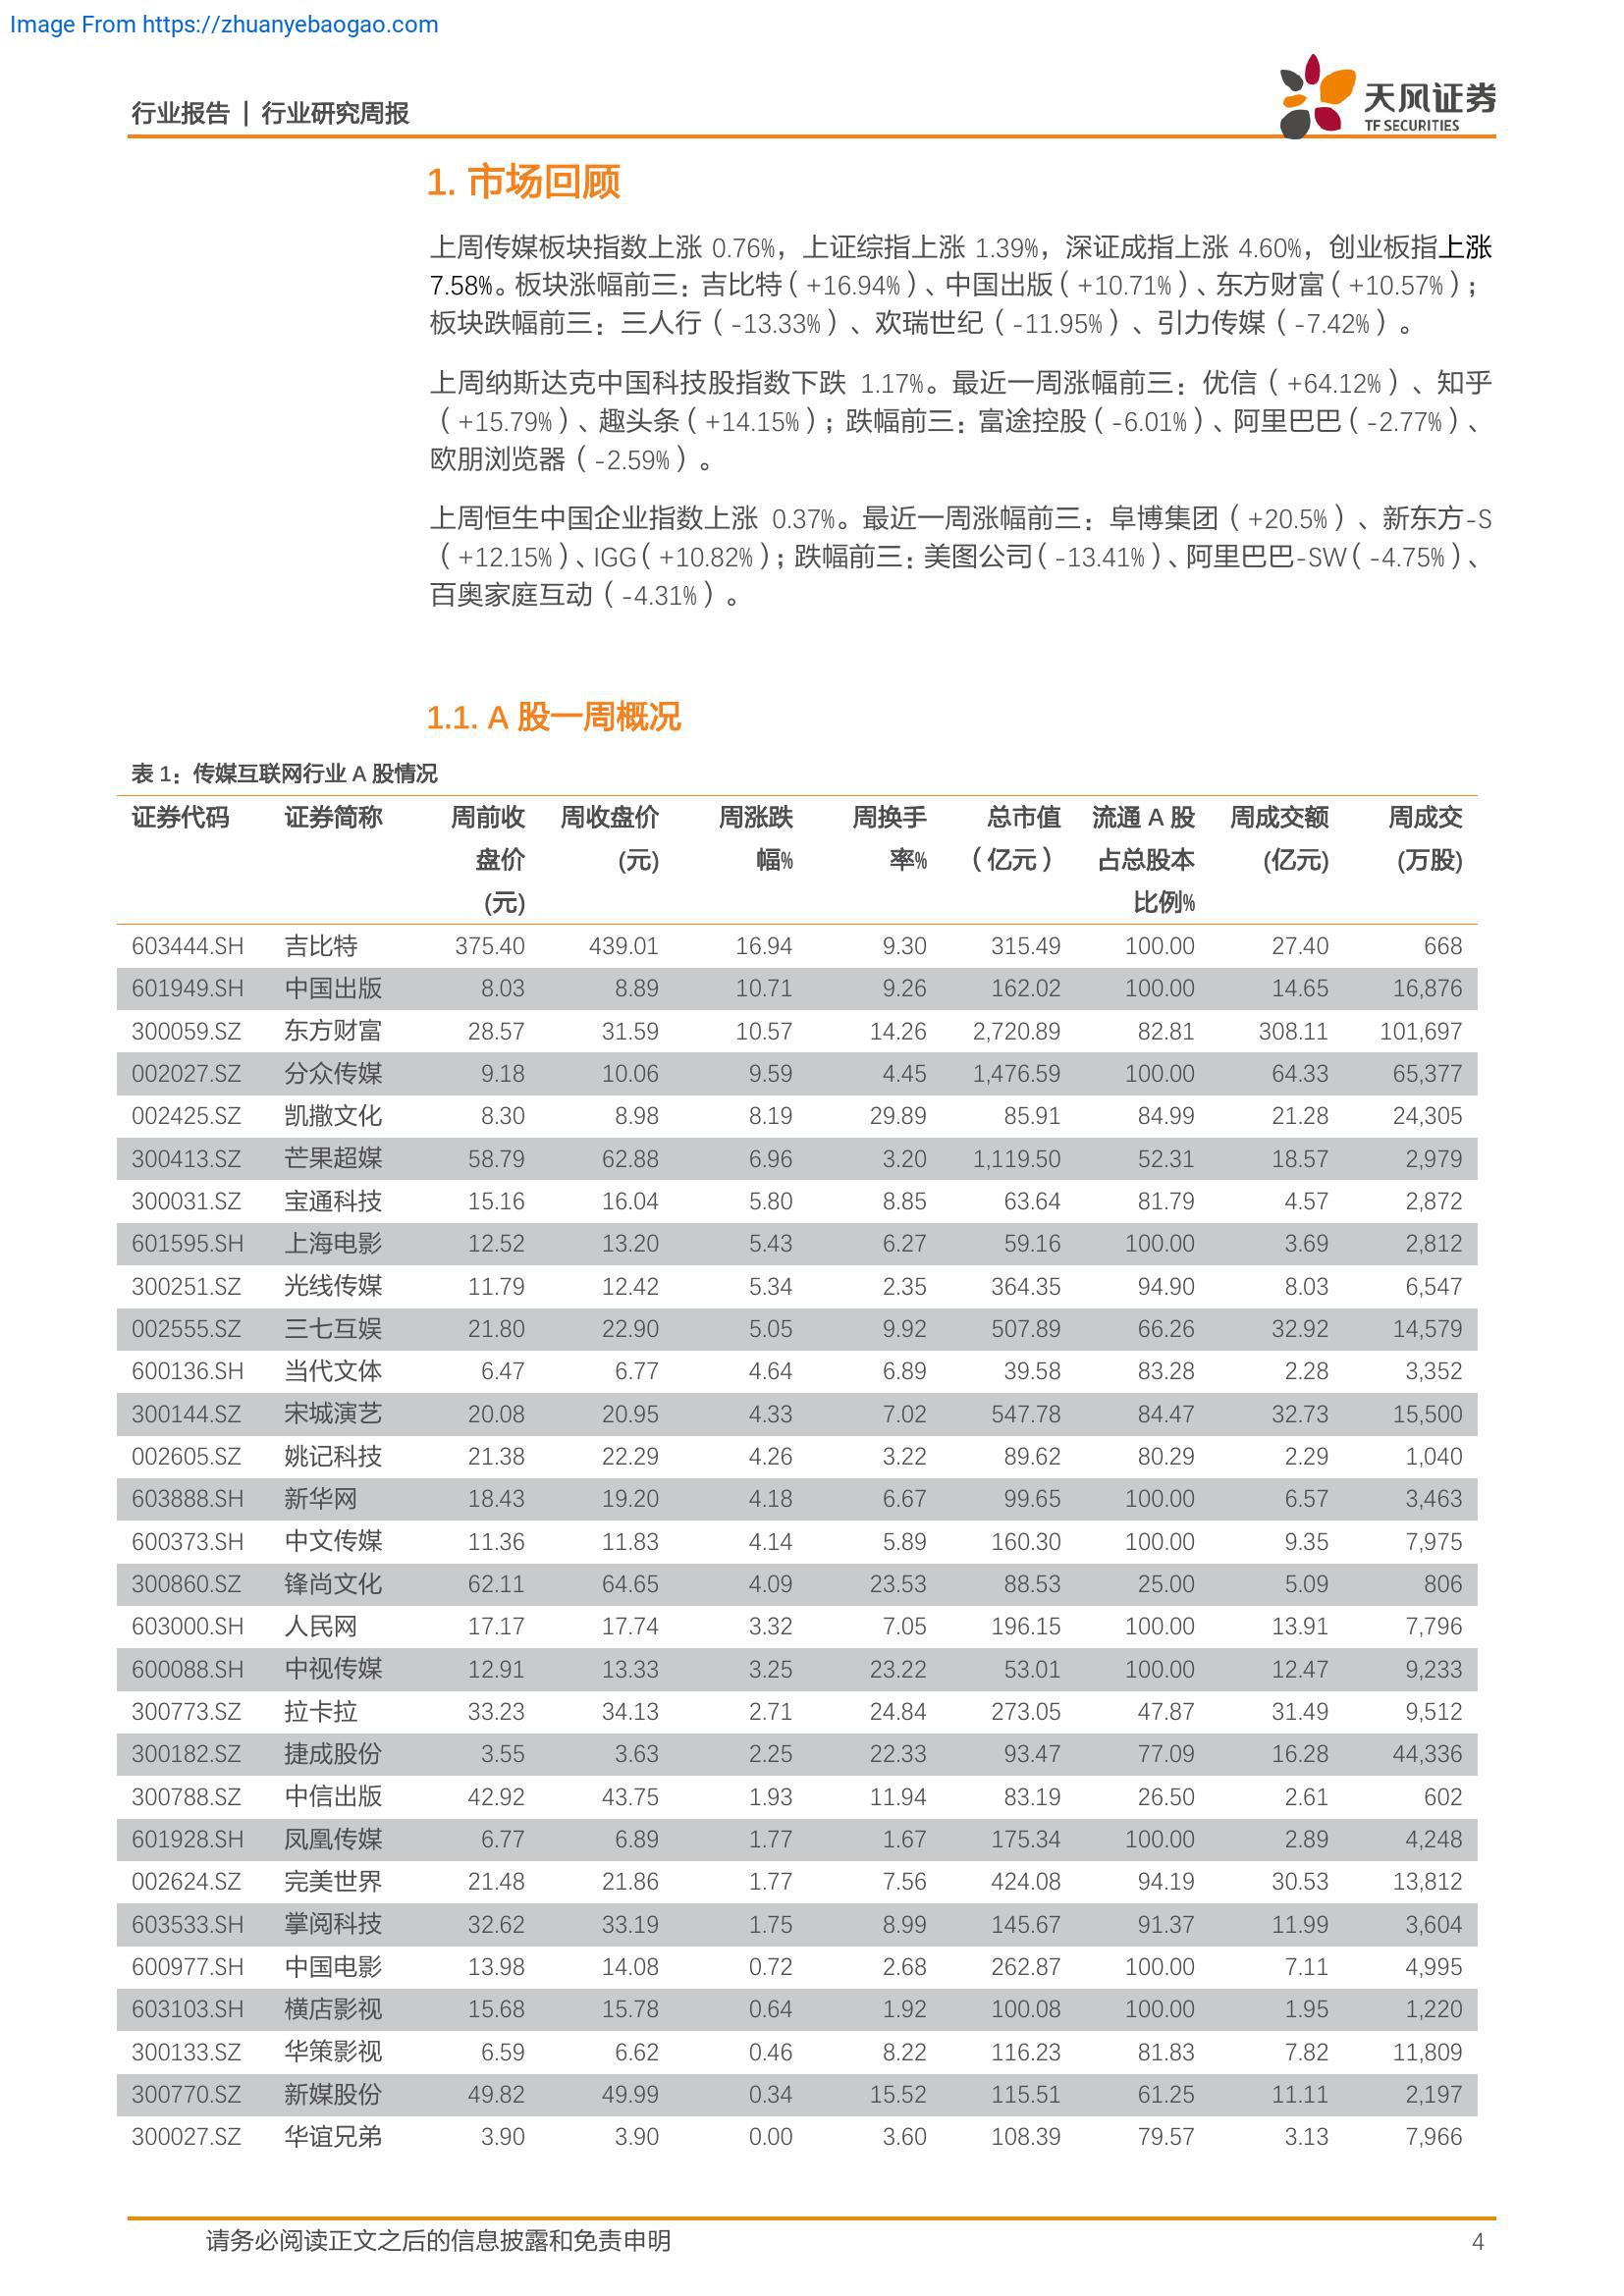 Image From https://zhuanyebaogao.com
行业报告 | 行业研究周报
天风证券
TF SECURITIES
1. 市场回顾
上周传媒板块指数上涨 0.76%，上证综指上涨 1.39%，深证成指上涨 4.60%，创业板指上涨
7.58%。板块涨幅前三：吉比特（+16.94%）、中国出版（+10.71%）、东方财富（+10.57%）；
板块跌幅前三：三人行（-13.33%）、欢瑞世纪（-11.95%）、引力传媒（-7.42%）。
上周纳斯达克中国科技股指数下跌 1.17%。最近一周涨幅前三：优信（+64.12%）、知乎
（+15.79%）、趣头条（+14.15%）；跌幅前三：富途控股（-6.01%）、阿里巴巴（-2.77%）、
欧朋浏览器（-2.59%）。
上周恒生中国企业指数上涨 0.37%。最近一周涨幅前三：阜博集团（+20.5%）、新东方-S
（+12.15%）、IGG（+10.82%）；跌幅前三：美图公司（-13.41%）、阿里巴巴-SW（-4.75%）、
百奥家庭互动（-4.31%）。
1.1. A 股一周概况
表 1：传媒互联网行业 A 股情况
证券代码 证券简称 周前收 周收盘价 周涨跌 周换手 总市值 流通 A 股 周成交额 周成交
盘价 (元) 幅% 率% （亿元） 占总股本 (亿元) (万股)
(元) 比例%
603444.SH 吉比特 375.40 439.01 16.94 9.30 315.49 100.00 27.40 668
601949.SH 中国出版 8.03 8.89 10.71 9.26 162.02 100.00 14.65 16,876
300059.SZ 东方财富 28.57 31.59 10.57 14.26 2,720.89 82.81 308.11 101,697
002027.SZ 分众传媒 9.18 10.06 9.59 4.45 1,476.59 100.00 64.33 65,377
002425.SZ 凯撒文化 8.30 8.98 8.19 29.89 85.91 84.99 21.28 24,305
300413.SZ 芒果超媒 58.79 62.88 6.96 3.20 1,119.50 52.31 18.57 2,979
300031.SZ 宝通科技 15.16 16.04 5.80 8.85 63.64 81.79 4.57 2,872
601595.SH 上海电影 12.52 13.20 5.43 6.27 59.16 100.00 3.69 2,812
300251.SZ 光线传媒 11.79 12.42 5.34 2.35 364.35 94.90 8.03 6,547
002555.SZ 三七互娱 21.80 22.90 5.05 9.92 507.89 66.26 32.92 14,579
600136.SH 当代文体 6.47 6.77 4.64 6.89 39.58 83.28 2.28 3,352
300144.SZ 宋城演艺 20.08 20.95 4.33 7.02 547.78 84.47 32.73 15,500
002605.SZ 姚记科技 21.38 22.29 4.26 3.22 89.62 80.29 2.29 1,040
603888.SH 新华网 18.43 19.20 4.18 6.67 99.65 100.00 6.57 3,463
600373.SH 中文传媒 11.36 11.83 4.14 5.89 160.30 100.00 9.35 7,975
300860.SZ 锋尚文化 62.11 64.65 4.09 23.53 88.53 25.00 5.09 806
603000.SH 人民网 17.17 17.74 3.32 7.05 196.15 100.00 13.91 7,796
600088.SH 中视传媒 12.91 13.33 3.25 23.22 53.01 100.00 12.47 9,233
300773.SZ 拉卡拉 33.23 34.13 2.71 24.84 273.05 47.87 31.49 9,512
300182.SZ 捷成股份 3.55 3.63 2.25 22.33 93.47 77.09 16.28 44,336
300788.SZ 中信出版 42.92 43.75 1.93 11.94 83.19 26.50 2.61 602
601928.SH 凤凰传媒 6.77 6.89 1.77 1.67 175.34 100.00 2.89 4,248
002624.SZ 完美世界 21.48 21.86 1.77 7.56 424.08 94.19 30.53 13,812
603533.SH 掌阅科技 32.62 33.19 1.75 8.99 145.67 91.37 11.99 3,604
600977.SH 中国电影 13.98 14.08 0.72 2.68 262.87 100.00 7.11 4,995
603103.SH 横店影视 15.68 15.78 0.64 1.92 100.08 100.00 1.95 1,220
300133.SZ 华策影视 6.59 6.62 0.46 8.22 116.23 81.83 7.82 11,809
300770.SZ 新媒股份 49.82 49.99 0.34 15.52 115.51 61.25 11.11 2,197
300027.SZ 华谊兄弟 3.90 3.90 0.00 3.60 108.39 79.57 3.13 7,966
请务必阅读正文之后的信息披露和免责申明 4